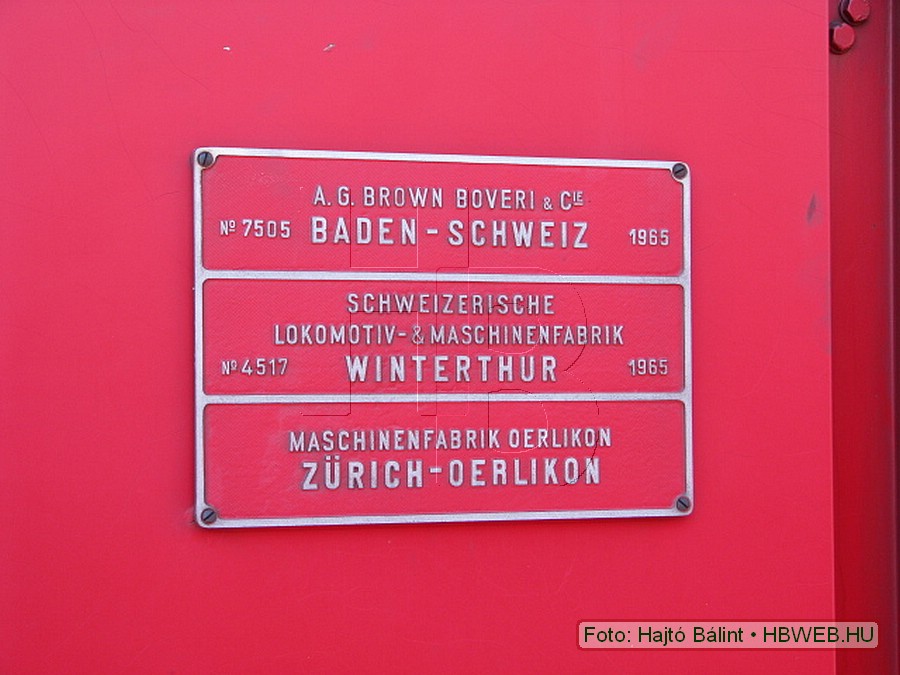 A. G. BROWN BOVERI & CIE
No 7505 BADEN - SCHWEIZ 1965
SCHWEIZERISCHE
LOKOMOTIV- & MASCHINENFABRIK
No 4517 WINTERTHUR 1965
MASCHINENFABRIK OERLIKON
ZÜRICH-OERLIKON
Foto: Hajtó Bálint • HBWEB.HU